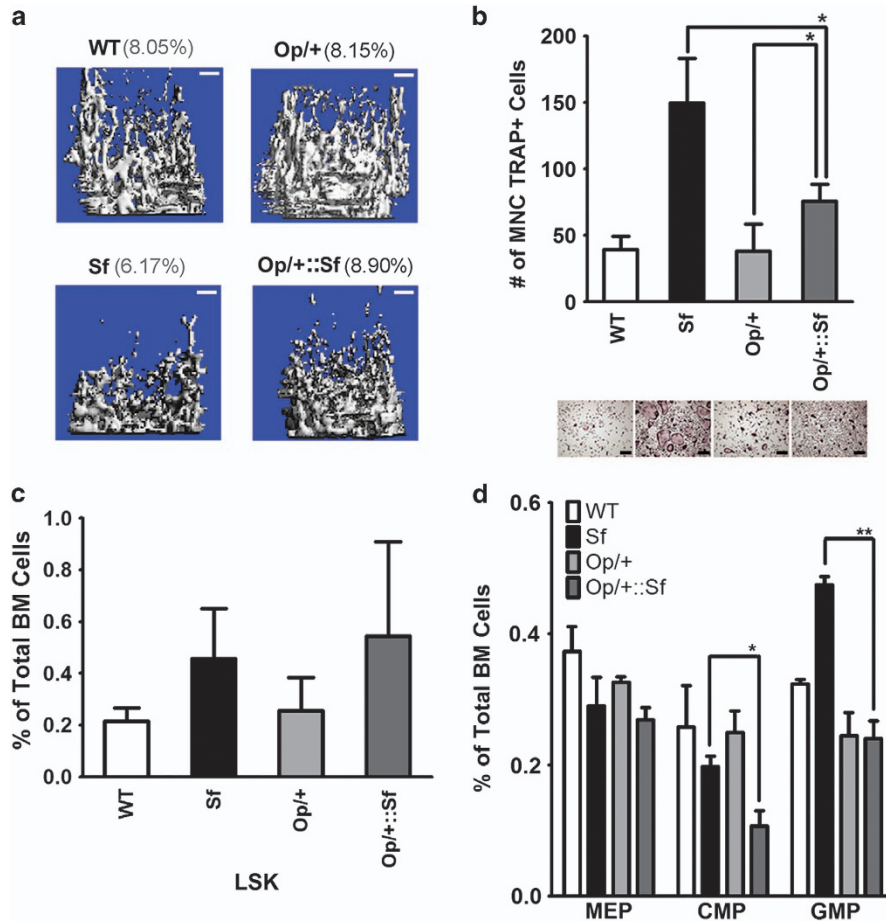 a
WT (8.05%)
Op/+ (8.15%)
Sf (6.17%)
Op/+::Sf (8.90%)
b
# of MNC TRAP+ Cells
200
150
100
50
0
*
*
WT
Sf
Op/+
Op/+::Sf
c
% of Total BM Cells
1.0
0.8
0.6
0.4
0.2
0.0
WT
Sf
Op/+
Op/+::Sf
LSK
d
% of Total BM Cells
0.6
0.4
0.2
0.0
WT
Sf
Op/+
Op/+::Sf
*
**
MEP
CMP
GMP